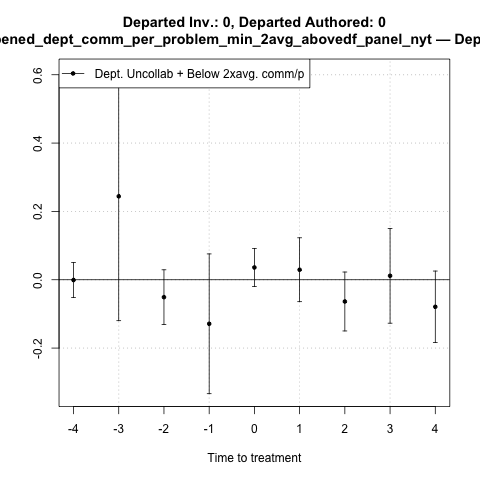 Departed Inv.: 0, Departed Authored: 0
ened_dept_comm_per_problem_min_2avg_abovedf_panel_nyt — Dep
Dept. Uncollab + Below 2xavg. comm/p
0.6
0.4
0.2
0.0
-0.2
-4 -3 -2 -1 0 1 2 3 4
Time to treatment